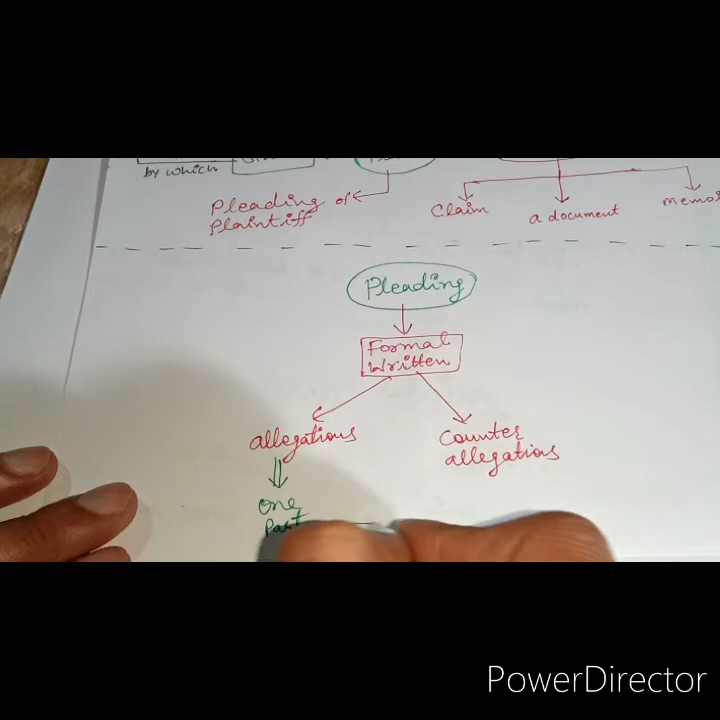 by which
Pleading of
Plaintiff
Claim
a document
Pleading
Formal
Written
allegations
Counter
allegations
One
PowerDirector